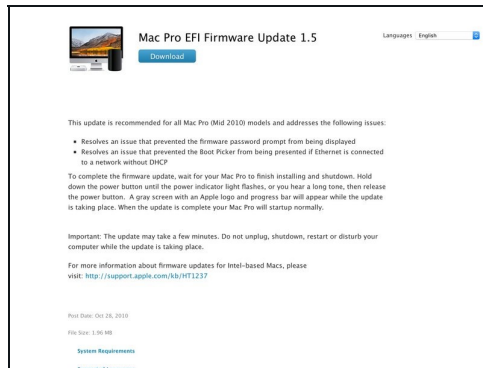 Mac Pro EFI Firmware Update 1.5
Languages English
Download
This update is recommended for all Mac Pro (Mid 2010) models and addresses the following issues:
• Resolves an issue that prevented the firmware password prompt from being displayed
• Resolves an issue that prevented the Boot Picker from being presented if Ethernet is connected
to a network without DHCP
To complete the firmware update, wait for your Mac Pro to finish installing and shutdown. Hold
down the power button until the power indicator light flashes, or you hear a long tone, then release
the power button. A gray screen with an Apple logo and progress bar will appear while the update
is taking place. When the update is complete your Mac Pro will startup normally.
Important: The update may take a few minutes. Do not unplug, shutdown, restart or disturb your
computer while the update is taking place.
For more information about firmware updates for Intel-based Macs, please
visit: http://support.apple.com/kb/HT1237
Post Date: Oct 28, 2010
File Size: 1.96 MB
System Requirements